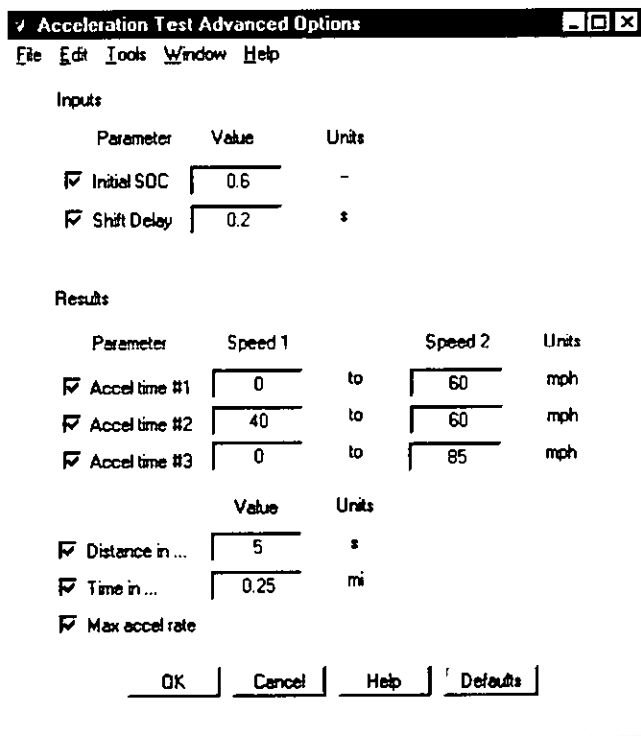 Acceleration Test Advanced Options
File Edit Tools Window Help
Inputs
Parameter Value Units
Initial SOC 0.6 -
Shift Delay 0.2 s
Results
Parameter Speed 1 Speed 2 Units
Accel time #1 0 to 60 mph
Accel time #2 40 to 60 mph
Accel time #3 0 to 85 mph
Value Units
Distance in ... 5 s
Time in ... 0.25 mi
Max accel rate
OK Cancel Help Defaults